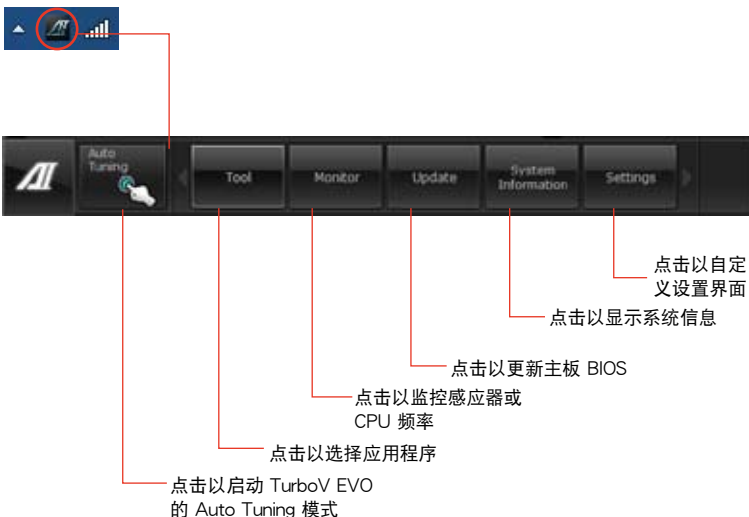 Auto
Tuning
Tool
Monitor
Update
System
Information
Settings
点击以自定
义设置界面
点击以显示系统信息
点击以更新主板 BIOS
点击以监控感应器或
CPU 频率
点击以选择应用程序
点击以启动 TurboV EVO
的 Auto Tuning 模式